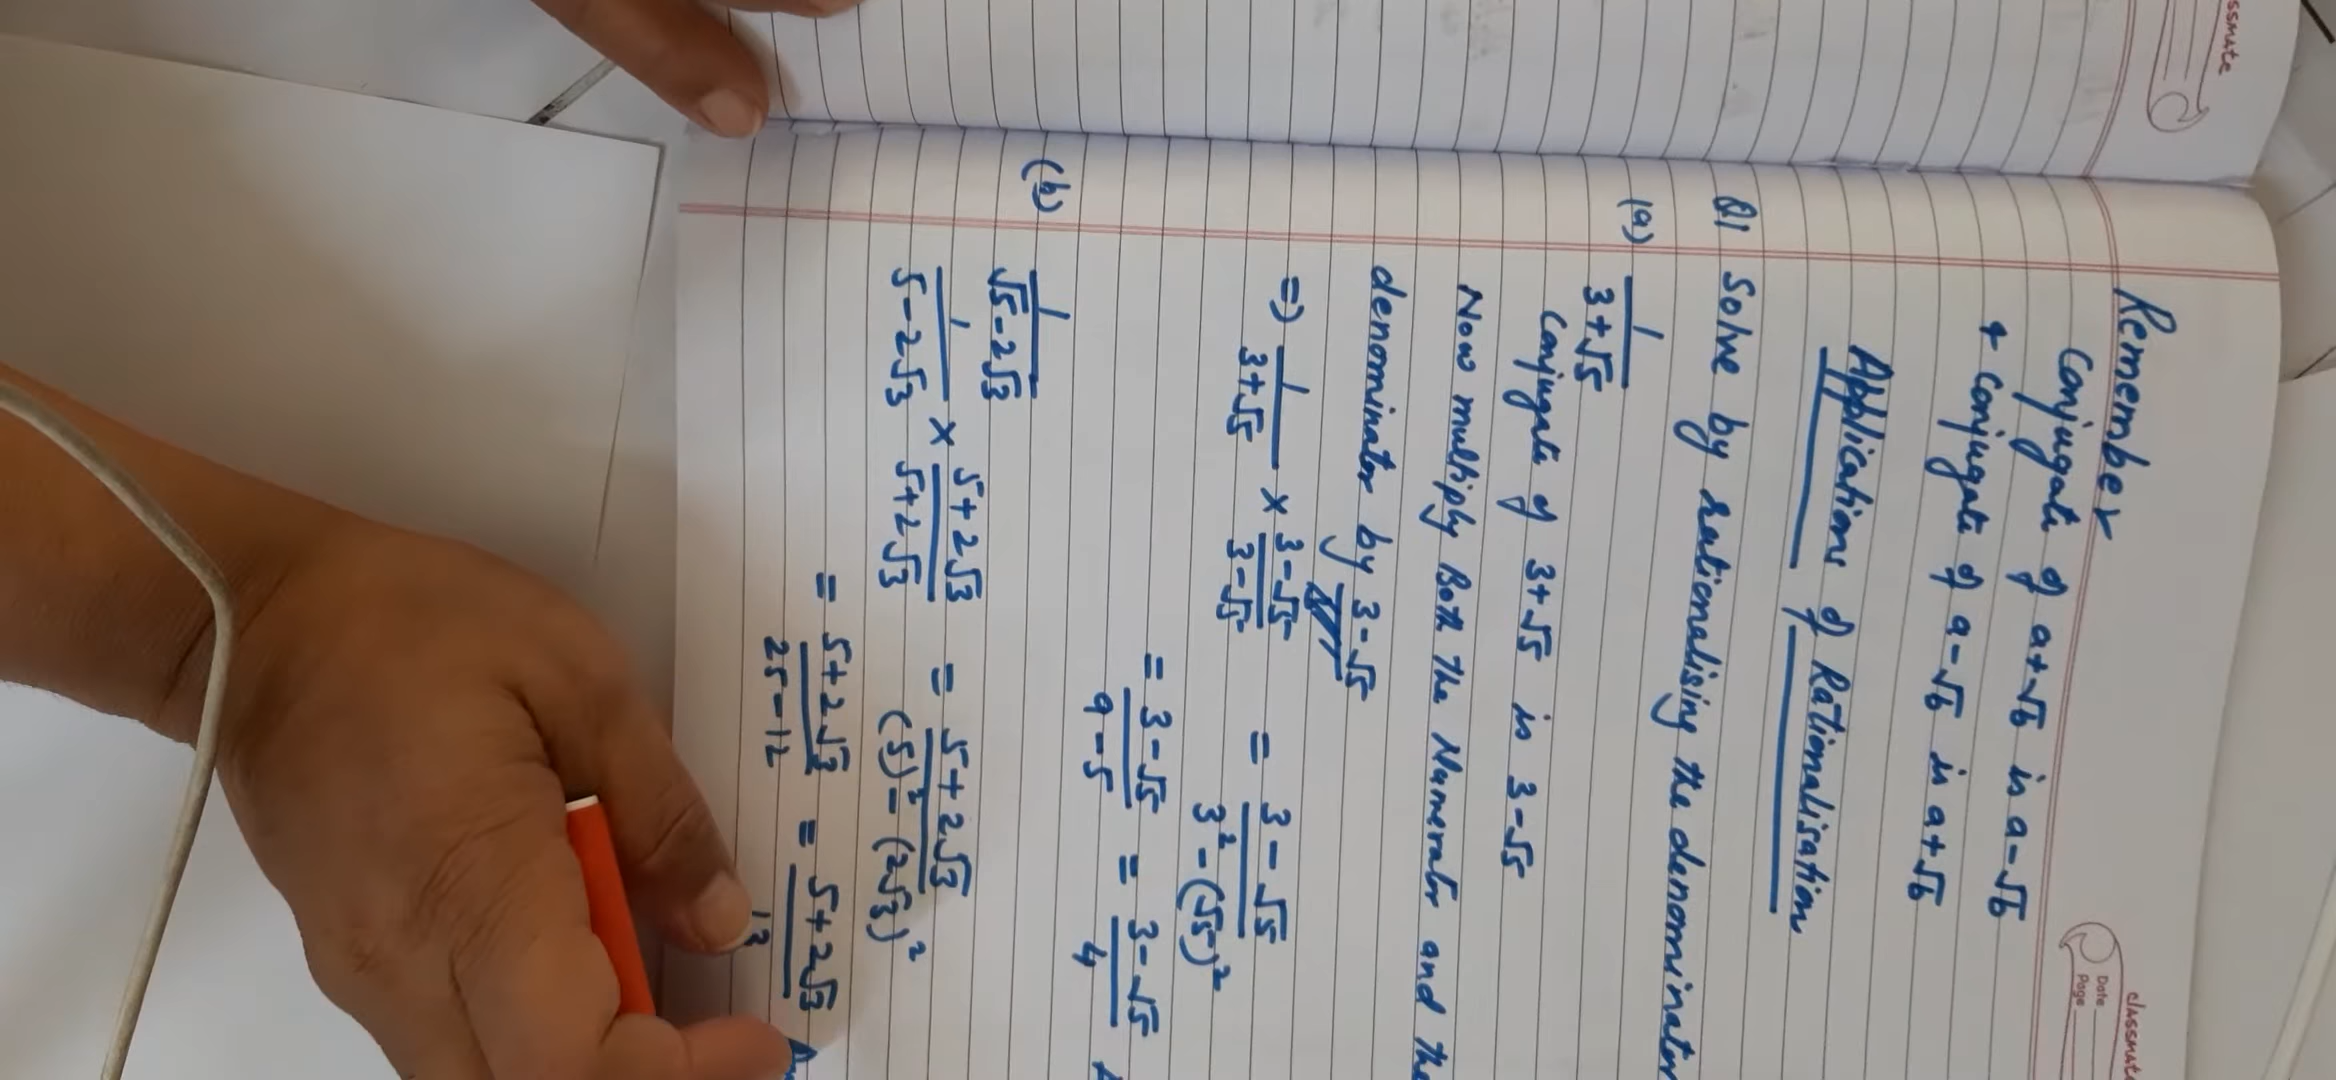 classmate
Date
Page
Remember
Conjugate of a+√b is a-√b
& Conjugate of a-√b is a+√b
Applications of Rationalisation
Q1 Solve by rationalising the denominator
(a) 1/(3+√5)
Conjugate of 3+√5 is 3-√5
Now multiply Both the Numerator and the
denominator by 3-√5
=> 1/(3+√5) × (3-√5)/(3-√5) = (3-√5)/(3²-(√5)²)
= (3-√5)/(9-5) = (3-√5)/4
(b) 1/(√5-2√3)
1/(5-2√3) × (5+2√3)/(5+2√3) = (5+2√3)/((5)²-(2√3)²)
= (5+2√3)/(25-12) = (5+2√3)/13